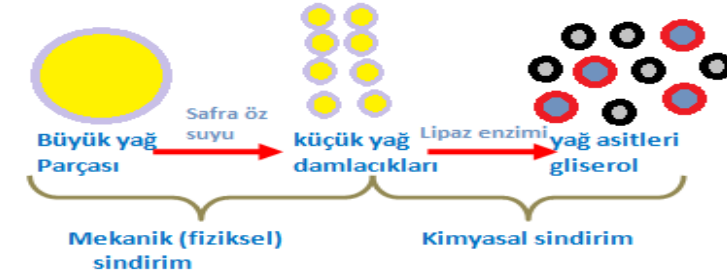 Büyük yağ
Parçası
Safra öz
suyu
küçük yağ
damlacıkları
Lipaz enzimi
yağ asitleri
gliserol
Mekanik (fiziksel)
sindirim
Kimyasal sindirim